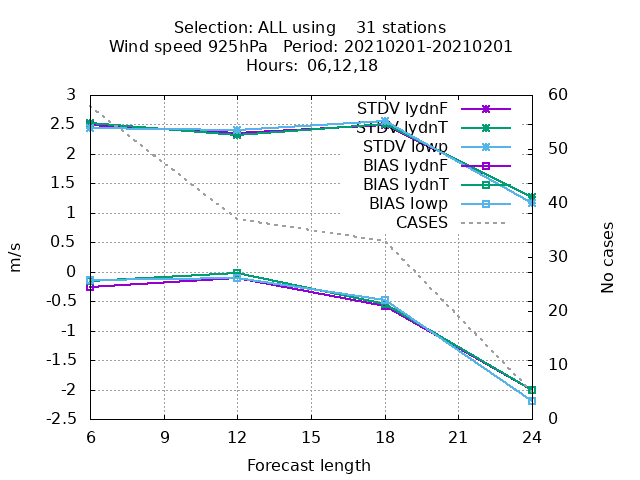 Selection: ALL using    31 stations
Wind speed 925hPa   Period: 20210201-20210201
Hours: 06,12,18
3
2.5
2
1.5
1
0.5
0
-0.5
-1
-1.5
-2
-2.5
m/s
STDV lydnF
STDV lydnT
STDV lowp
BIAS lydnF
BIAS lydnT
BIAS lowp
CASES
60
50
40
30
20
10
0
No cases
6 9 12 15 18 21 24
Forecast length